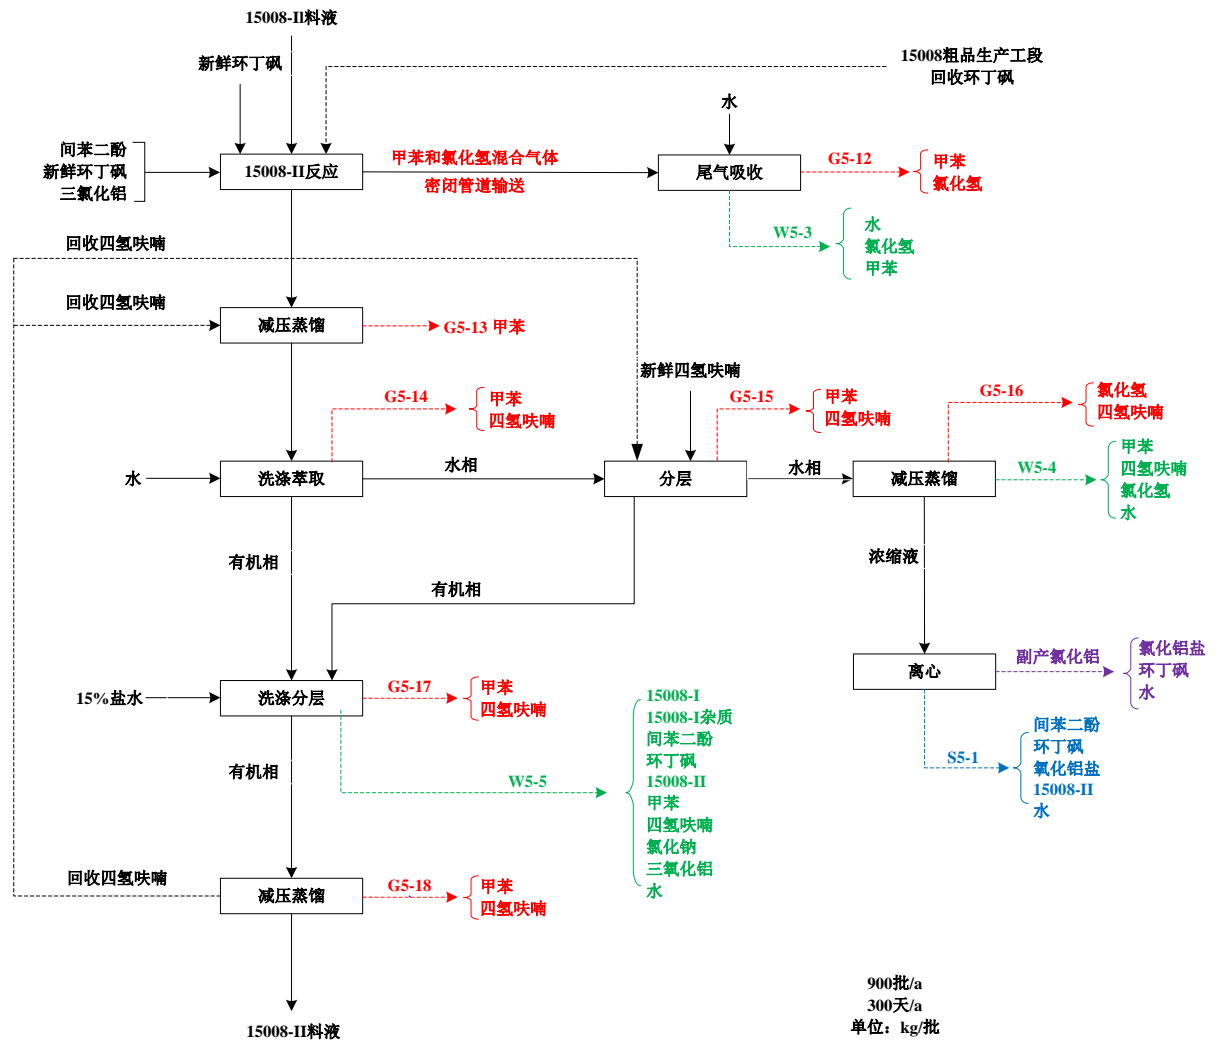 15008-II料液
新鲜环丁砜
15008粗品生产工段
回收环丁砜
水
间苯二酚
新鲜环丁砜
三氯化铝
15008-II反应
甲苯和氯化氢混合气体
密闭管道输送
尾气吸收
G5-12
甲苯
氯化氢
W5-3
水
氯化氢
甲苯
回收四氢呋喃
回收四氢呋喃
减压蒸馏
G5-13 甲苯
新鲜四氢呋喃
G5-14
甲苯
四氢呋喃
G5-15
甲苯
四氢呋喃
G5-16
氯化氢
四氢呋喃
水
洗涤萃取
水相
分层
水相
减压蒸馏
W5-4
甲苯
四氢呋喃
氯化氢
水
有机相
有机相
浓缩液
离心
副产氯化铝
氯化铝盐
环丁砜
水
15%盐水
洗涤分层
G5-17
甲苯
四氢呋喃
W5-5
15008-I
15008-I杂质
间苯二酚
环丁砜
15008-II
甲苯
四氢呋喃
氯化钠
三氧化铝
水
S5-1
间苯二酚
环丁砜
氧化铝盐
15008-II
水
有机相
回收四氢呋喃
减压蒸馏
G5-18
甲苯
四氢呋喃
15008-II料液
900批/a
300天/a
单位：kg/批